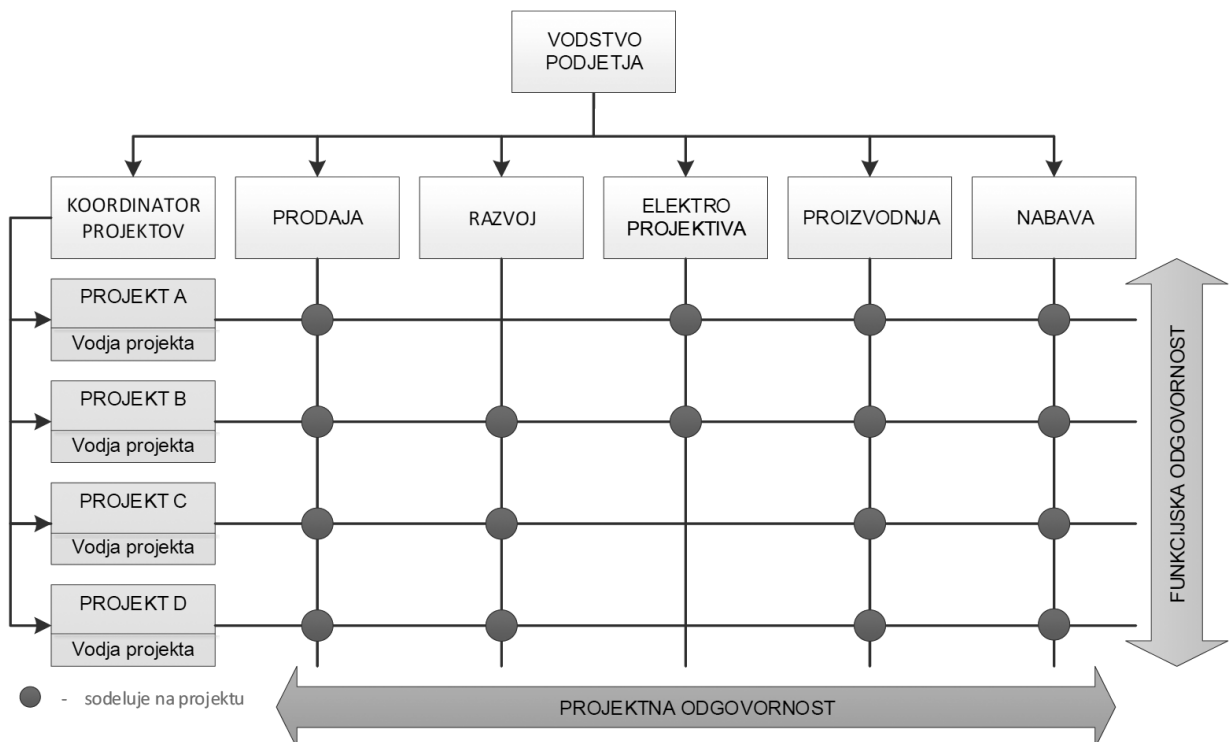 VODSTVO
PODJETJA
KOORDINATOR
PROJEKTOV
PRODAJA
RAZVOJ
ELEKTRO
PROJEKTIVA
PROIZVODNJA
NABAVA
PROJEKT A
Vodja projekta
PROJEKT B
Vodja projekta
PROJEKT C
Vodja projekta
PROJEKT D
Vodja projekta
FUNKCIJSKA ODGOVORNOST
- sodeluje na projektu
PROJEKTNA ODGOVORNOST